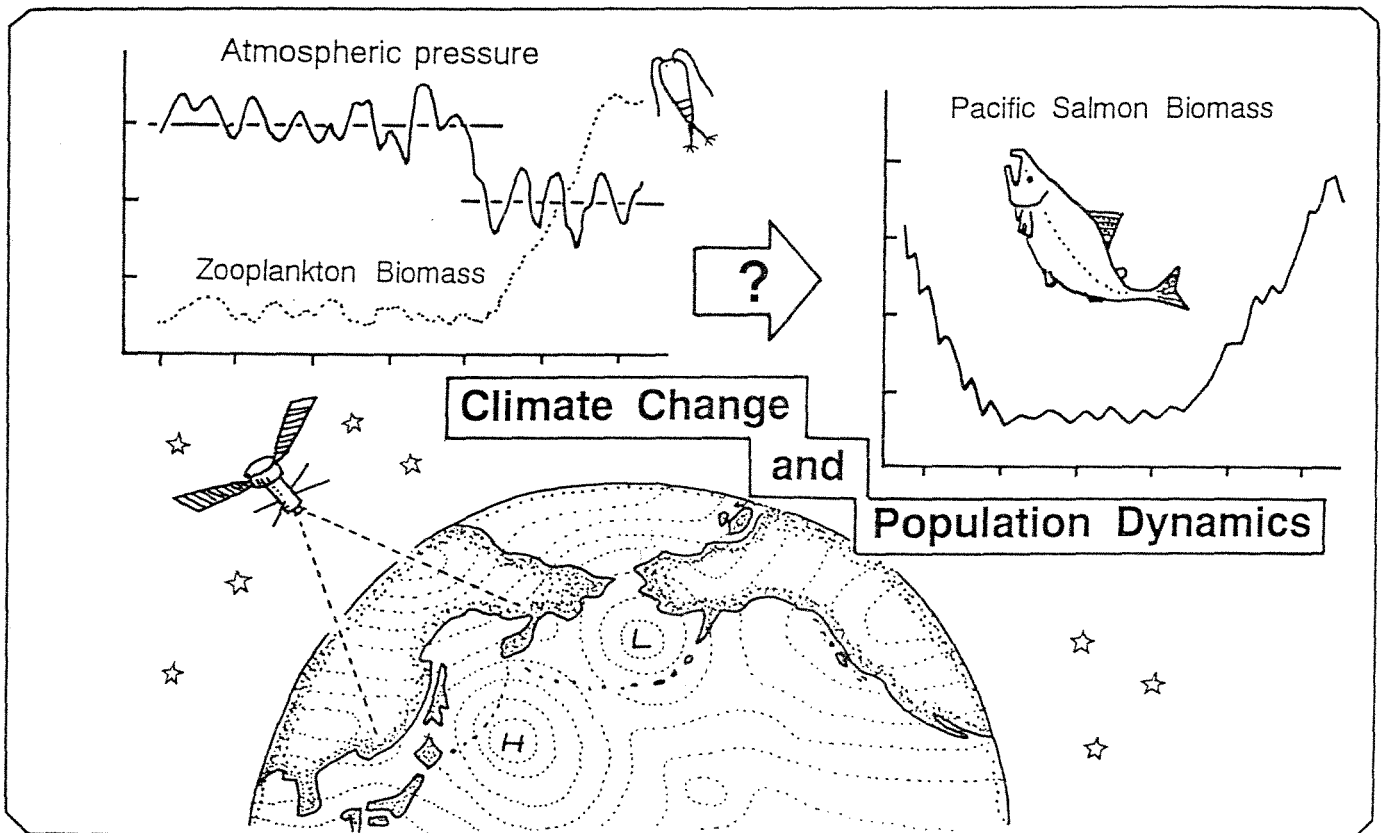 Atmospheric pressure
Zooplankton Biomass
?
Pacific Salmon Biomass
Climate Change
and
Population Dynamics
L
H